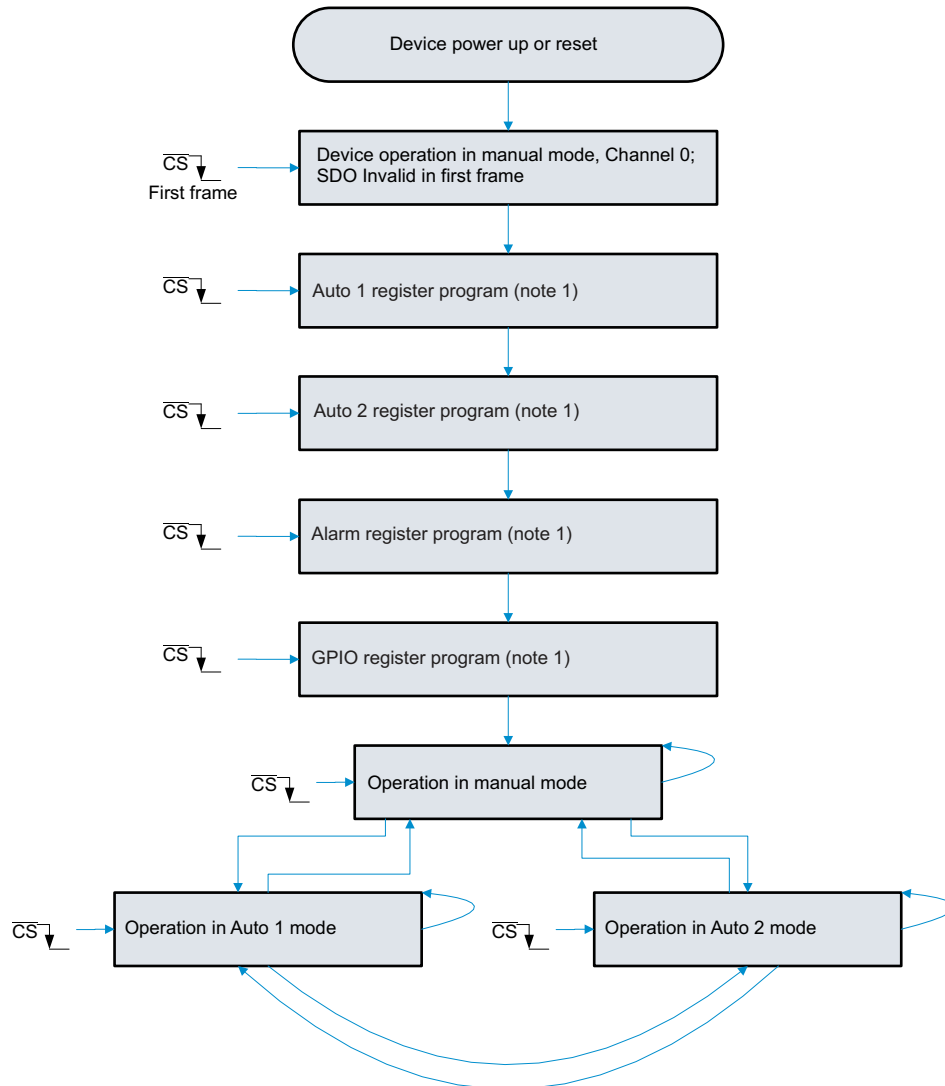 Device power up or reset
CS
First frame
Device operation in manual mode, Channel 0;
SDO Invalid in first frame
CS
Auto 1 register program (note 1)
CS
Auto 2 register program (note 1)
CS
Alarm register program (note 1)
CS
GPIO register program (note 1)
CS
Operation in manual mode
CS
Operation in Auto 1 mode
CS
Operation in Auto 2 mode